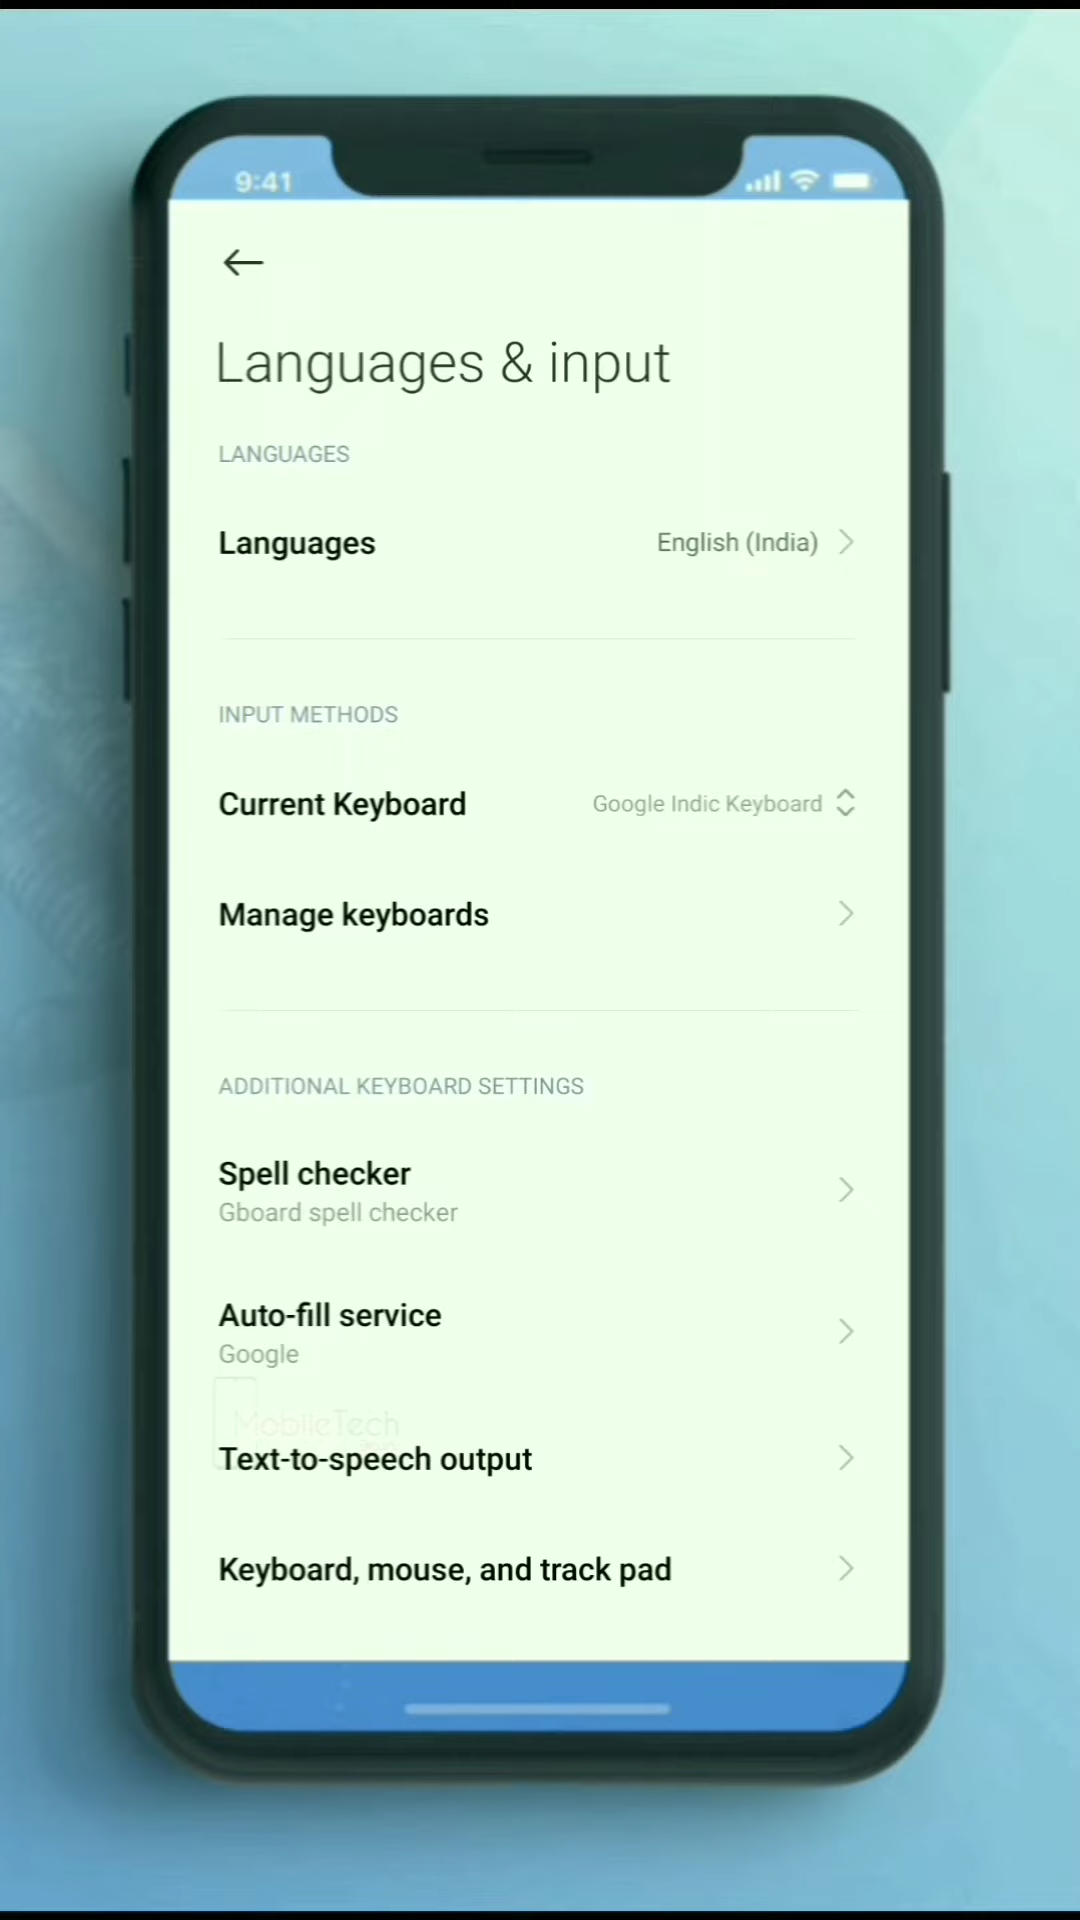 9:41
Languages & input
LANGUAGES
Languages English (India)
INPUT METHODS
Current Keyboard Google Indic Keyboard
Manage keyboards
ADDITIONAL KEYBOARD SETTINGS
Spell checker
Gboard spell checker
Auto-fill service
Google
MobileTech
Text-to-speech output
Keyboard, mouse, and track pad